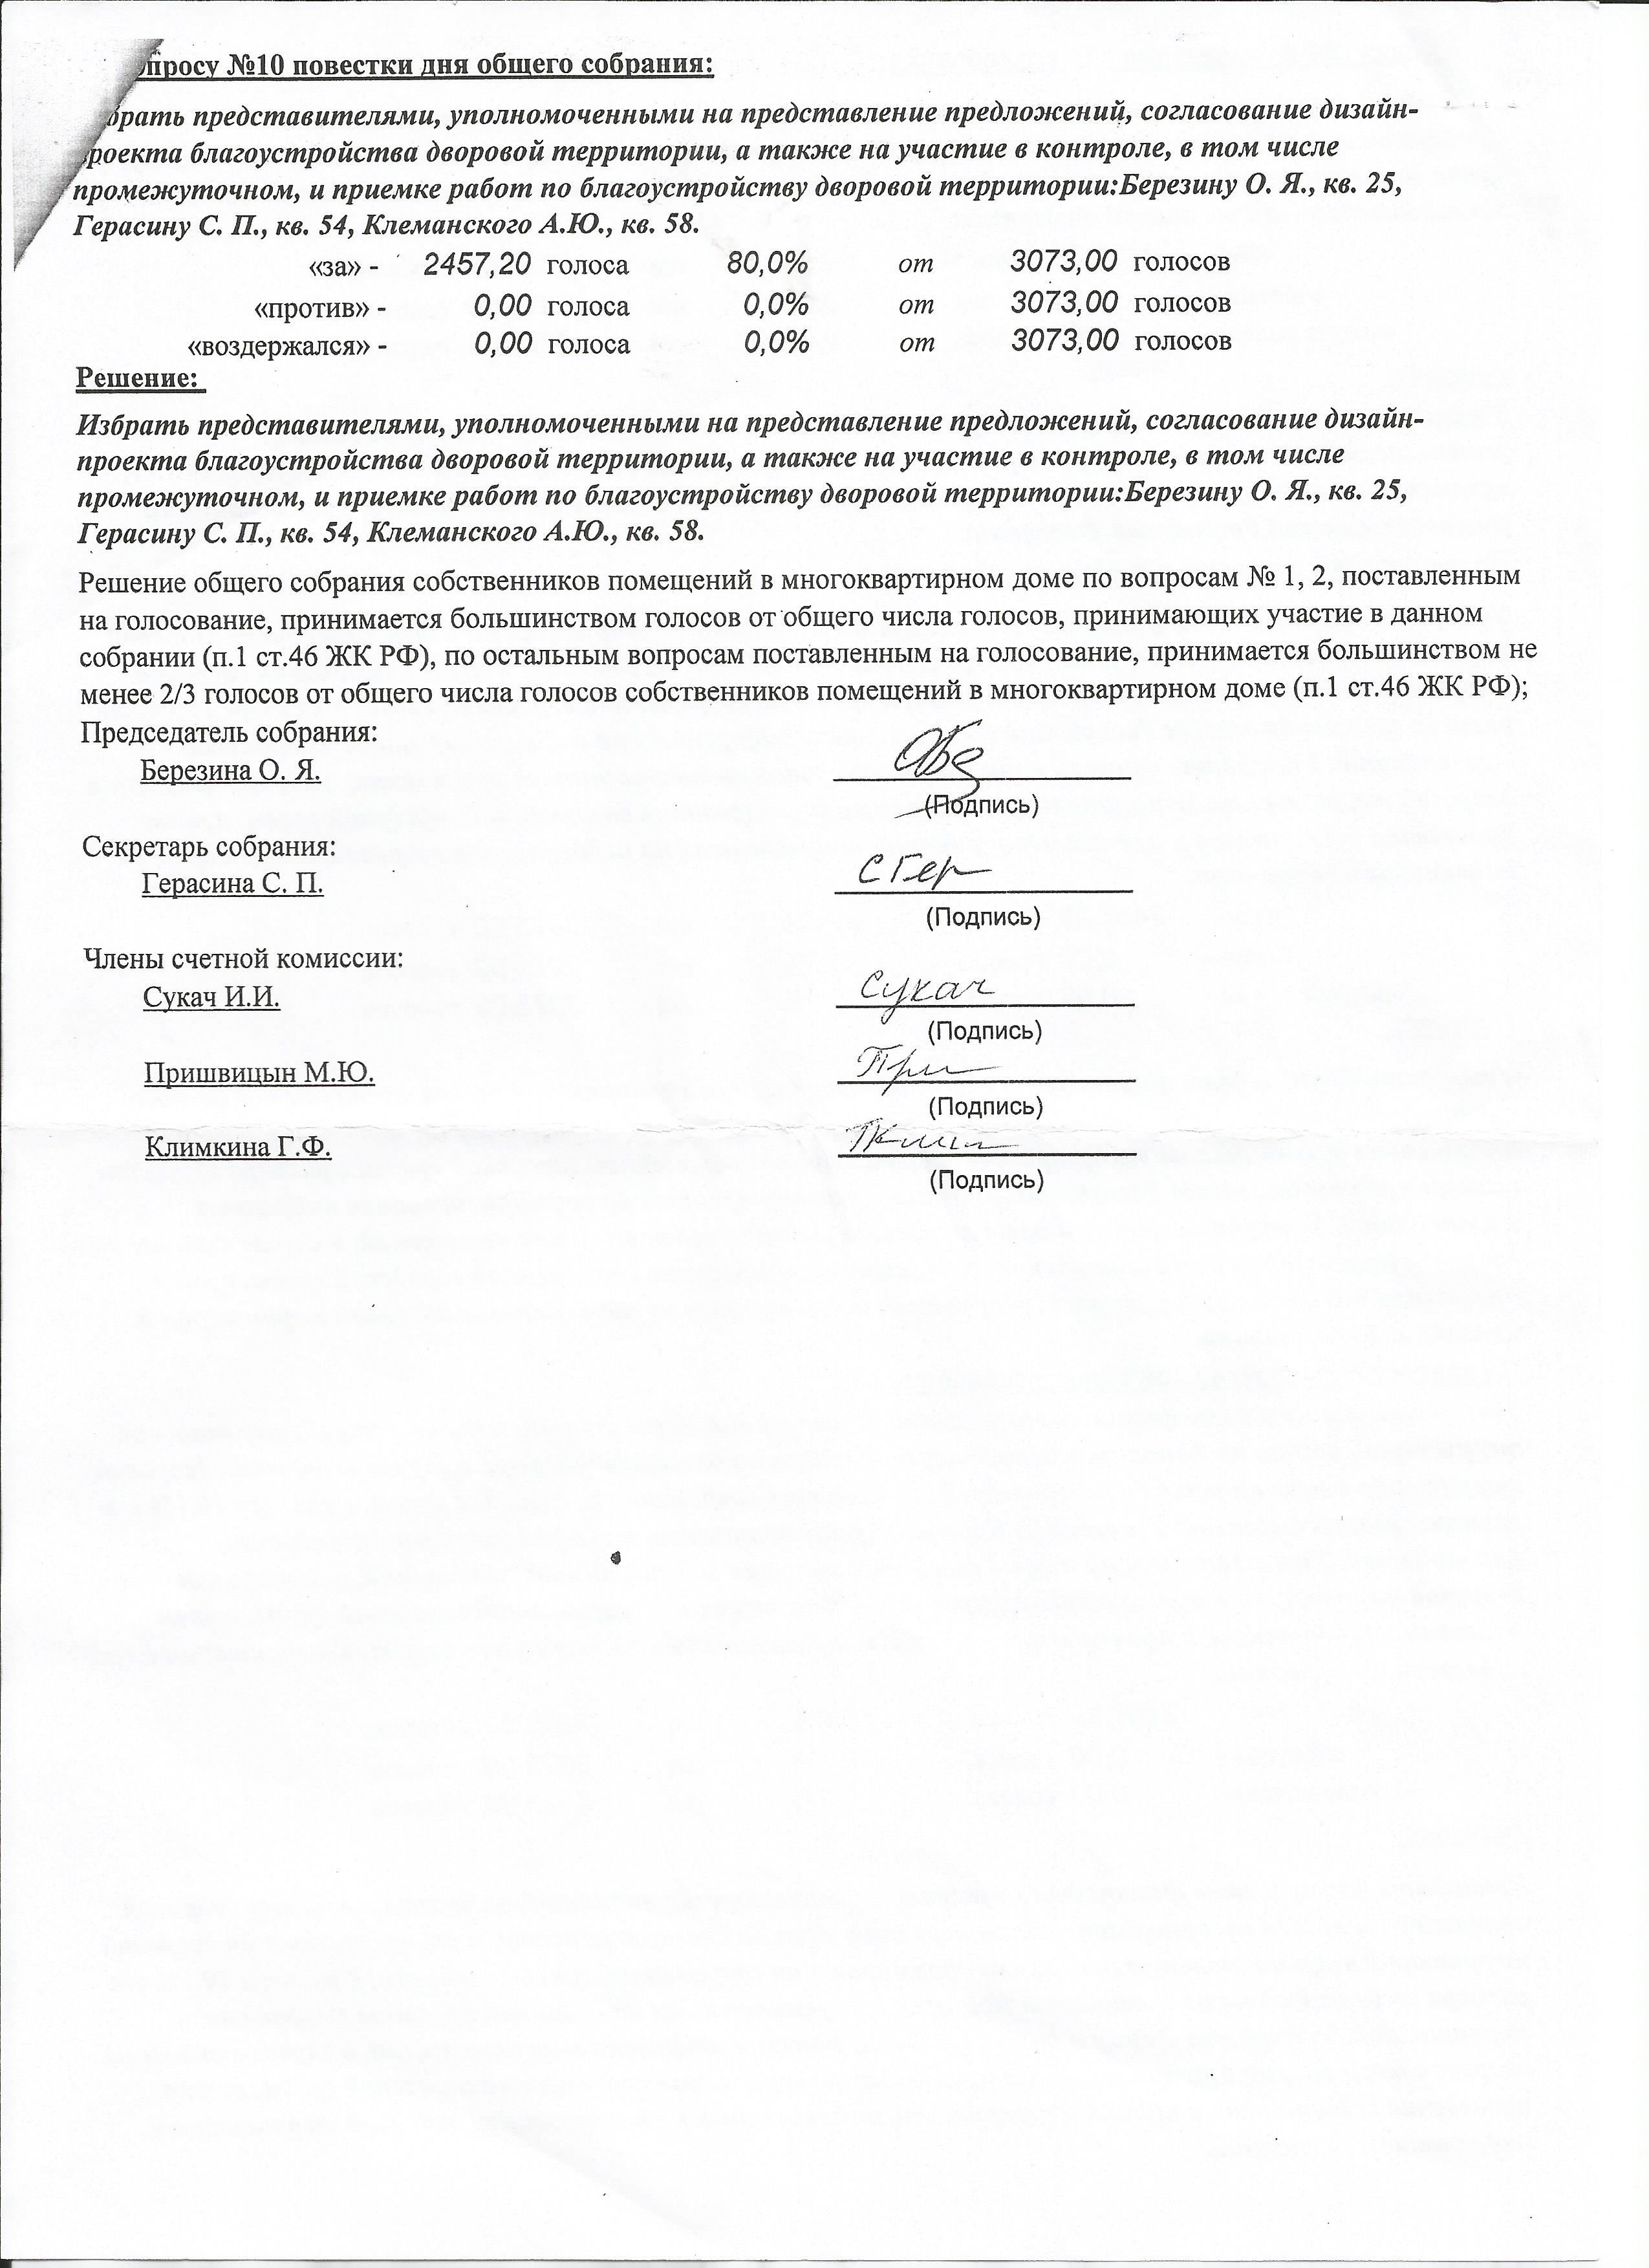 просу №10 повестки дня общего собрания:
брать представителями, уполномоченными на представление предложений, согласование дизайн-
проекта благоустройства дворовой территории, а также на участие в контроле, в том числе
промежуточном, и приемке работ по благоустройству дворовой территории:Березину О. Я., кв. 25,
Герасину С. П., кв. 54, Клеманского А.Ю., кв. 58.
«за» - 2457,20 голоса 80,0% от 3073,00 голосов
«против» - 0,00 голоса 0,0% от 3073,00 голосов
«воздержался» - 0,00 голоса 0,0% от 3073,00 голосов
Решение:
Избрать представителями, уполномоченными на представление предложений, согласование дизайн-
проекта благоустройства дворовой территории, а также на участие в контроле, в том числе
промежуточном, и приемке работ по благоустройству дворовой территории:Березину О. Я., кв. 25,
Герасину С. П., кв. 54, Клеманского А.Ю., кв. 58.
Решение общего собрания собственников помещений в многоквартирном доме по вопросам № 1, 2, поставленным
на голосование, принимается большинством голосов от общего числа голосов, принимающих участие в данном
собрании (п.1 ст.46 ЖК РФ), по остальным вопросам поставленным на голосование, принимается большинством не
менее 2/3 голосов от общего числа голосов собственников помещений в многоквартирном доме (п.1 ст.46 ЖК РФ);
Председатель собрания:
Березина О. Я.
(Подпись)
Секретарь собрания:
Герасина С. П. СГер
(Подпись)
Члены счетной комиссии:
Сукач И.И. Сукач
(Подпись)
Пришвицын М.Ю. При
(Подпись)
Климкина Г.Ф.
(Подпись)